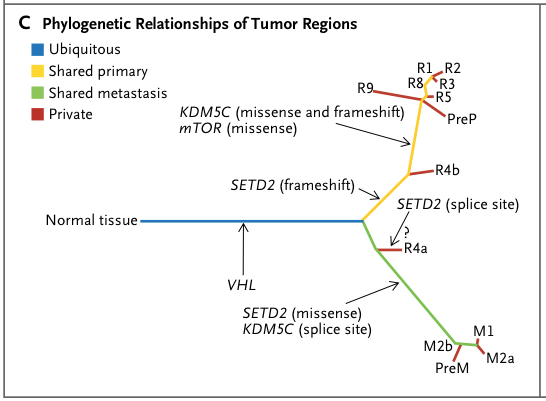 C Phylogenetic Relationships of Tumor Regions
Ubiquitous
Shared primary
Shared metastasis
Private
R1
R2
R8
R3
R9
R5
PreP
KDM5C (missense and frameshift)
mTOR (missense)
R4b
SETD2 (frameshift)
SETD2 (splice site)
Normal tissue
?
R4a
VHL
SETD2 (missense)
KDM5C (splice site)
M1
M2b
M2a
PreM